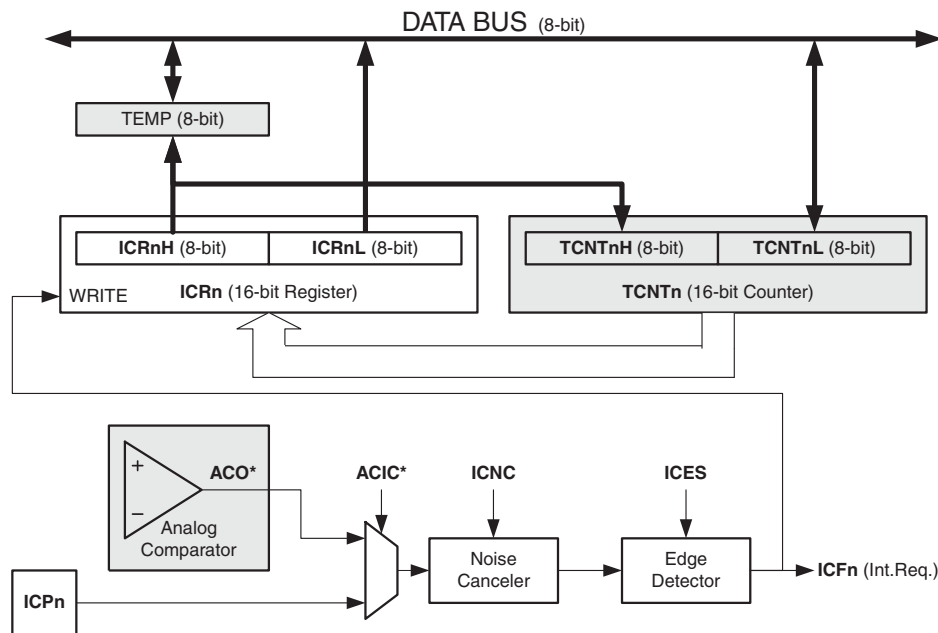 DATA BUS (8-bit)
TEMP (8-bit)
ICRnH (8-bit)
ICRnL (8-bit)
TCNTnH (8-bit)
TCNTnL (8-bit)
WRITE
ICRn (16-bit Register)
TCNTn (16-bit Counter)
+
−
ACO*
Analog
Comparator
ACIC*
ICNC
ICES
Noise
Canceler
Edge
Detector
ICFn (Int.Req.)
ICPn